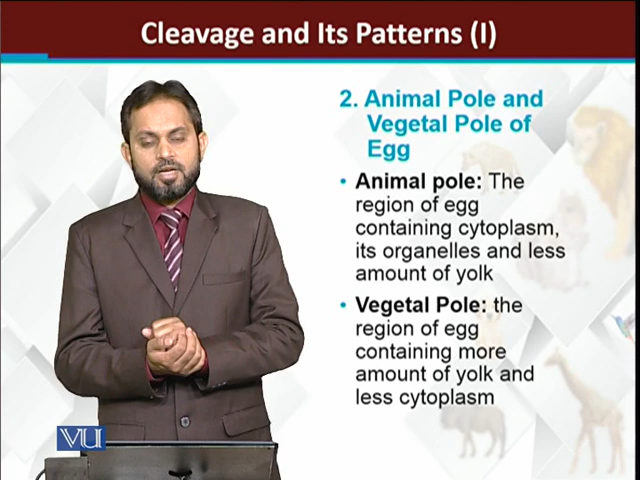 Cleavage and Its Patterns (I)
2. Animal Pole and
Vegetal Pole of
Egg
• Animal pole: The
region of egg
containing cytoplasm,
its organelles and less
amount of yolk
• Vegetal Pole: the
region of egg
containing more
amount of yolk and
less cytoplasm
VU